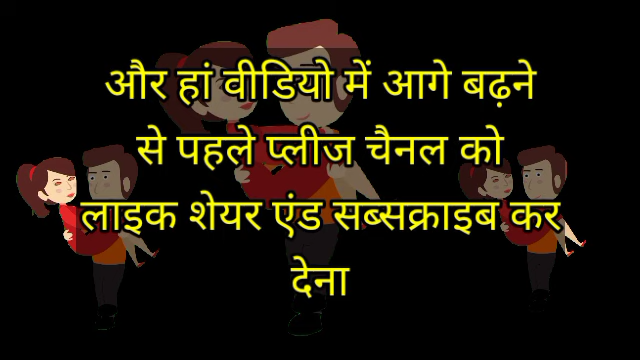 और हां वीडियो में आगे बढ़ने
से पहले प्लीज चैनल को
लाइक शेयर एंड सब्सक्राइब कर
देना